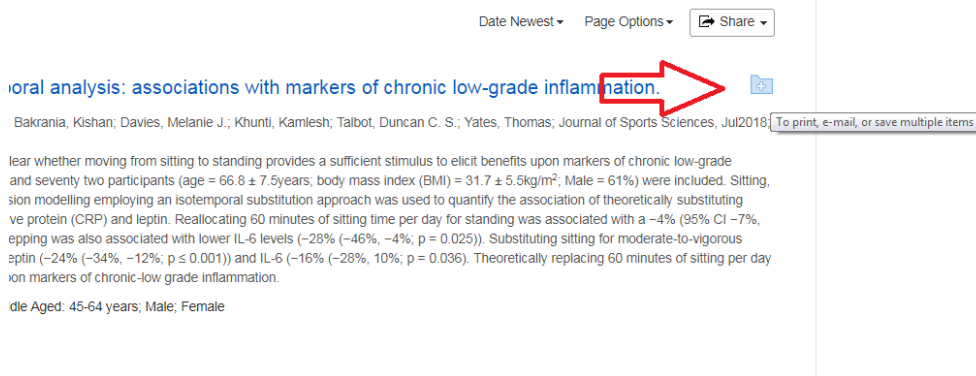 Date Newest Page Options Share
oral analysis: associations with markers of chronic low-grade inflammation.
Bakrania, Kishan; Davies, Melanie J.; Khunti, Kamlesh; Talbot, Duncan C. S.; Yates, Thomas; Journal of Sports Sciences, Jul2018;
To print, e-mail, or save multiple items
lear whether moving from sitting to standing provides a sufficient stimulus to elicit benefits upon markers of chronic low-grade
and seventy two participants (age = 66.8 ± 7.5years; body mass index (BMI) = 31.7 ± 5.5kg/m²; Male = 61%) were included. Sitting,
sion modelling employing an isotemporal substitution approach was used to quantify the association of theoretically substituting
ve protein (CRP) and leptin. Reallocating 60 minutes of sitting time per day for standing was associated with a −4% (95% CI −7%,
epping was also associated with lower IL-6 levels (−28% (−46%, −4%; p = 0.025)). Substituting sitting for moderate-to-vigorous
eptin (−24% (−34%, −12%; p ≤ 0.001)) and IL-6 (−16% (−28%, 10%; p = 0.036). Theoretically replacing 60 minutes of sitting per day
on markers of chronic-low grade inflammation.
dle Aged: 45-64 years; Male; Female